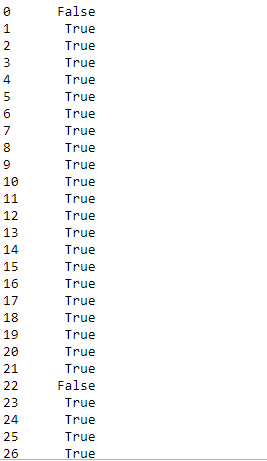 0 False
1 True
2 True
3 True
4 True
5 True
6 True
7 True
8 True
9 True
10 True
11 True
12 True
13 True
14 True
15 True
16 True
17 True
18 True
19 True
20 True
21 True
22 False
23 True
24 True
25 True
26 True